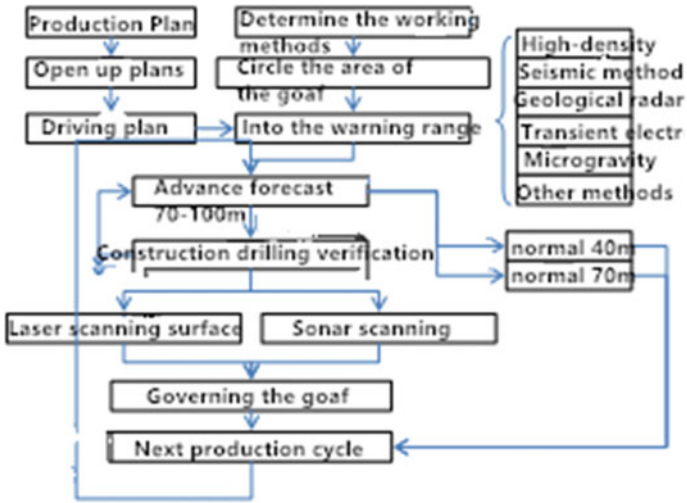 Production Plan
Open up plans
Driving plan
Determine the working
methods
Circle the area of
the goaf
Into the warning range
High-density
Seismic method
Geological radar
Transient electr
Microgravity
Other methods
Advance forecast
70-100m
Construction drilling verification
normal 40m
normal 70m
Laser scanning surface
Sonar scanning
Governing the goaf
Next production cycle